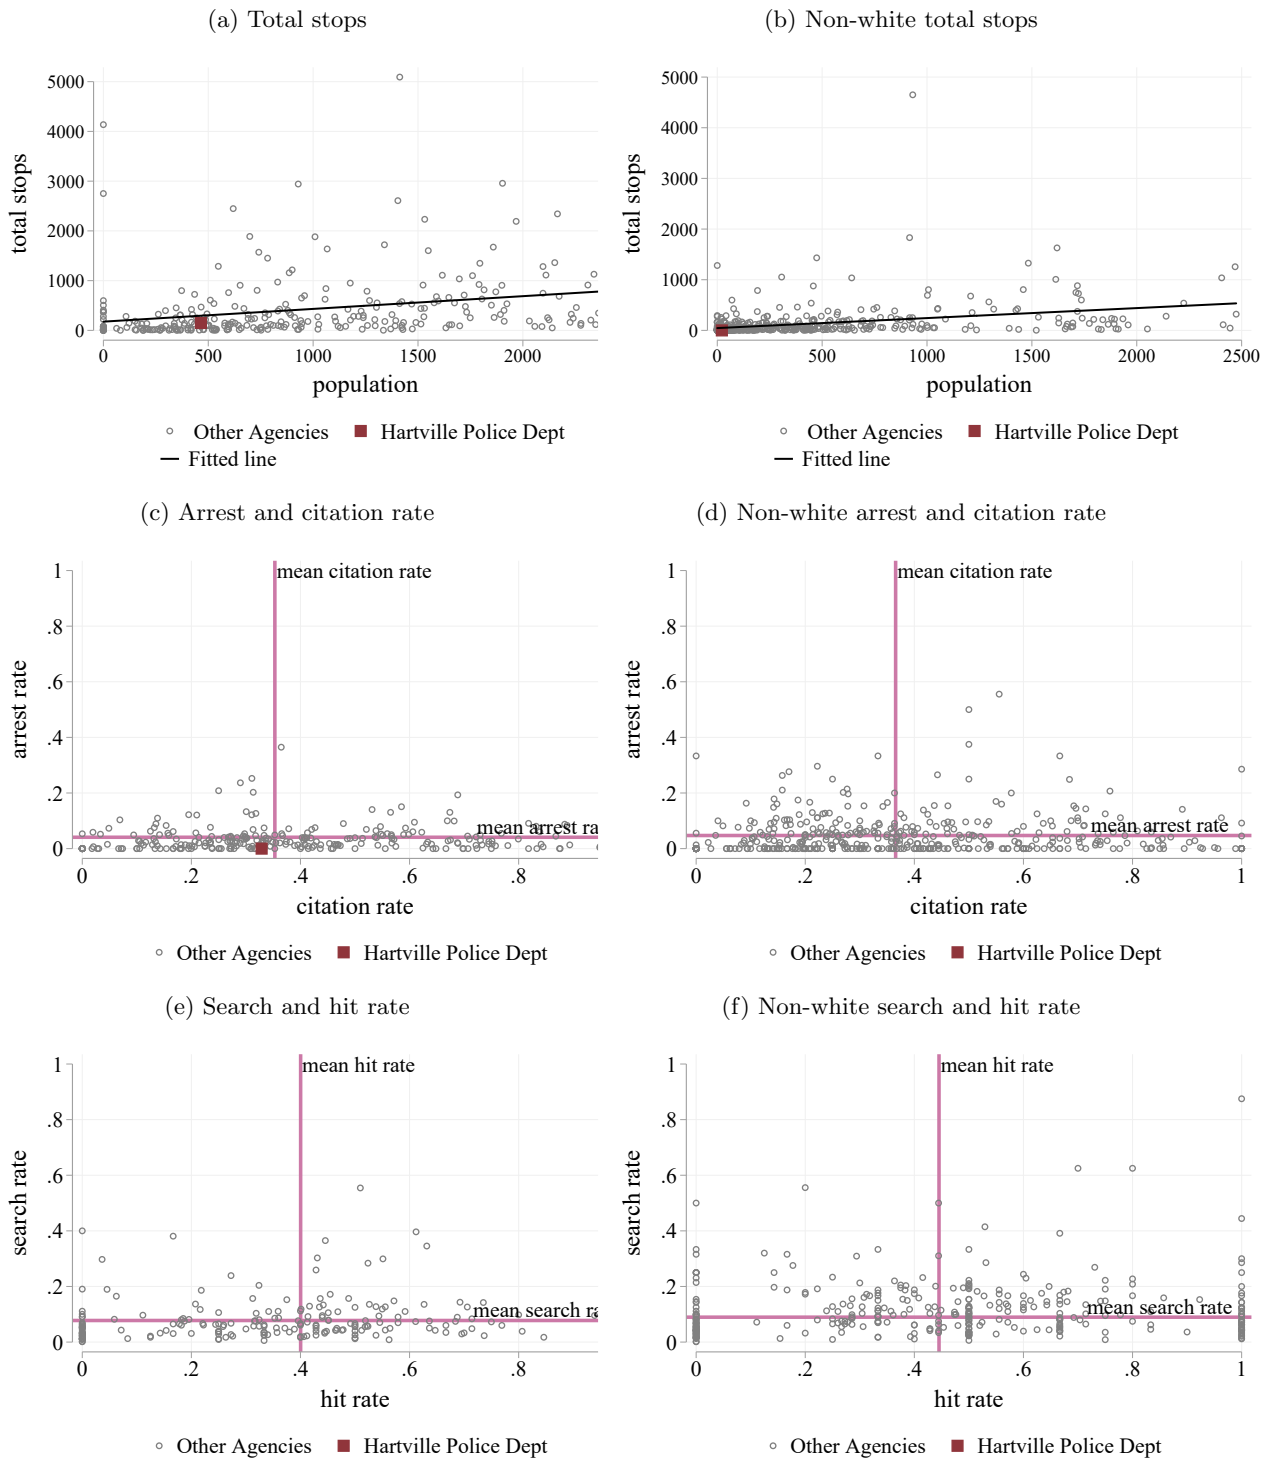 (a) Total stops
(b) Non-white total stops
total stops
5000
4000
3000
2000
1000
0
0 500 1000 1500 2000
population
Other Agencies Hartville Police Dept
Fitted line
total stops
5000
4000
3000
2000
1000
0
0 500 1000 1500 2000 2500
population
Other Agencies Hartville Police Dept
Fitted line
(c) Arrest and citation rate
(d) Non-white arrest and citation rate
arrest rate
1
.8
.6
.4
.2
0
mean citation rate
mean arrest ra
0 .2 .4 .6 .8
citation rate
Other Agencies Hartville Police Dept
arrest rate
1
.8
.6
.4
.2
0
mean citation rate
mean arrest rate
0 .2 .4 .6 .8 1
citation rate
Other Agencies Hartville Police Dept
(e) Search and hit rate
(f) Non-white search and hit rate
search rate
1
.8
.6
.4
.2
0
mean hit rate
mean search ra
0 .2 .4 .6 .8
hit rate
Other Agencies Hartville Police Dept
search rate
1
.8
.6
.4
.2
0
mean hit rate
mean search rate
0 .2 .4 .6 .8 1
hit rate
Other Agencies Hartville Police Dept